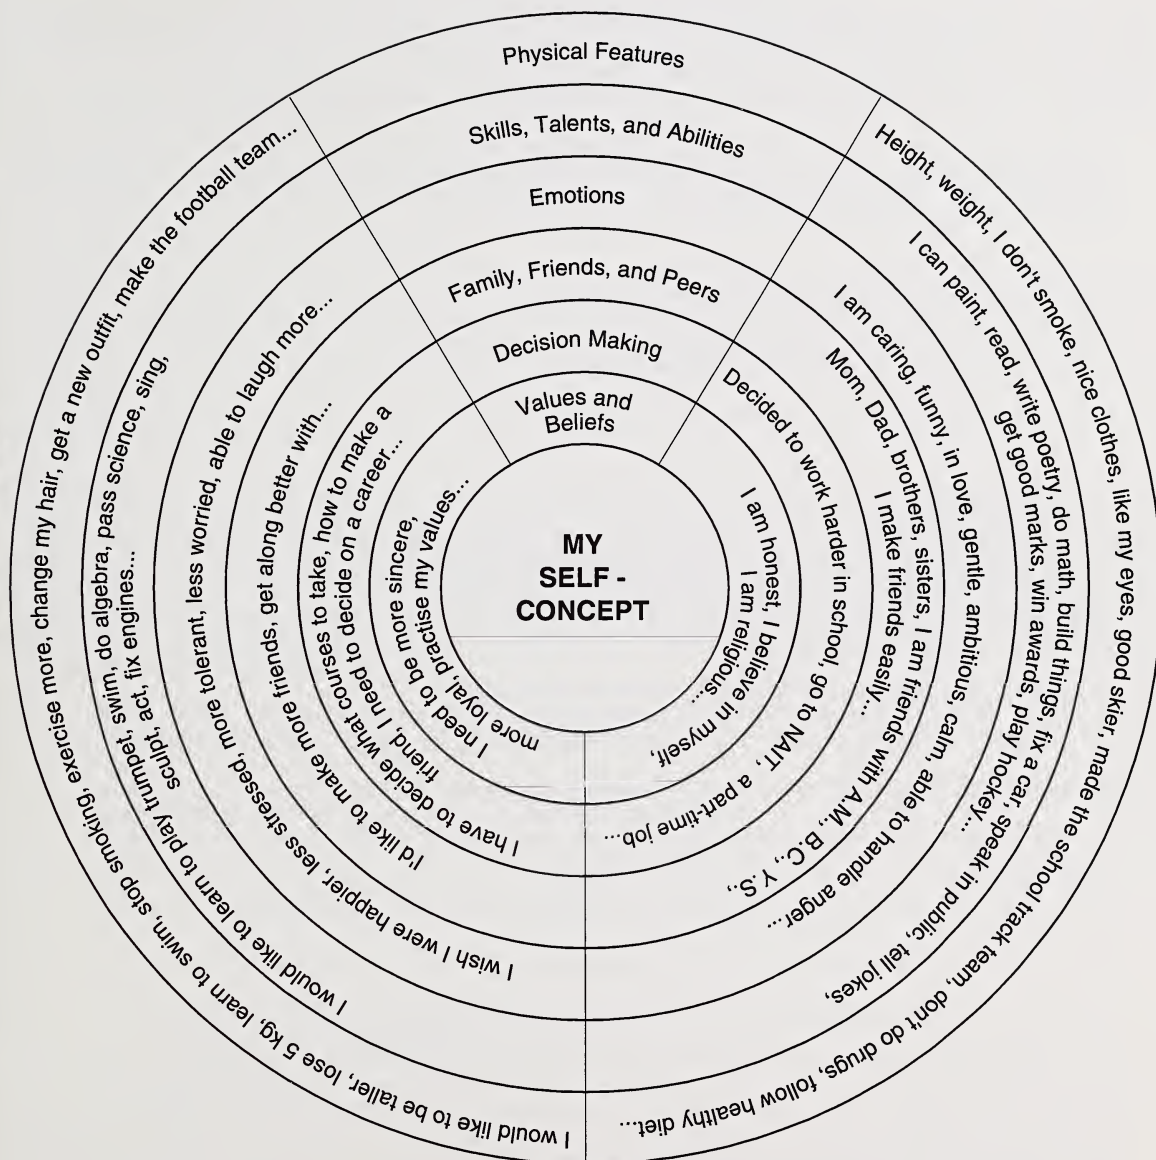 Physical Features
Skills, Talents, and Abilities
Emotions
Family, Friends, and Peers
Decision Making
Values and
Beliefs
MY
SELF -
CONCEPT
Height, weight, I don't smoke, nice clothes, like my eyes, good skier, made the school track team, don't do drugs, follow healthy diet...
I can paint, read, write poetry, do math, build things, fix a car, speak in public, tell jokes,
get good marks, win awards, play hockey...
I am caring, funny, in love, gentle, ambitious, calm, able to handle anger...
Mom, Dad, brothers, sisters, I am friends with A.M., B.C., Y.S.,
I make friends easily...
Decided to work harder in school, go to NAIT, a part-time job...
I am honest, I believe in myself,
I am religious...
I would like to be taller, lose 5 kg, learn to swim, stop smoking, exercise more, change my hair, get a new outfit, make the football team...
I would like to learn to play trumpet, swim, do algebra, pass science, sing,
sculpt, act, fix engines...
I wish I were happier, less stressed, more tolerant, less worried, able to laugh more...
I'd like to make more friends, get along better with...
I have to decide what courses to take, how to make a
friend, I need to decide on a career...
I need to be more sincere,
more loyal, practise my values...